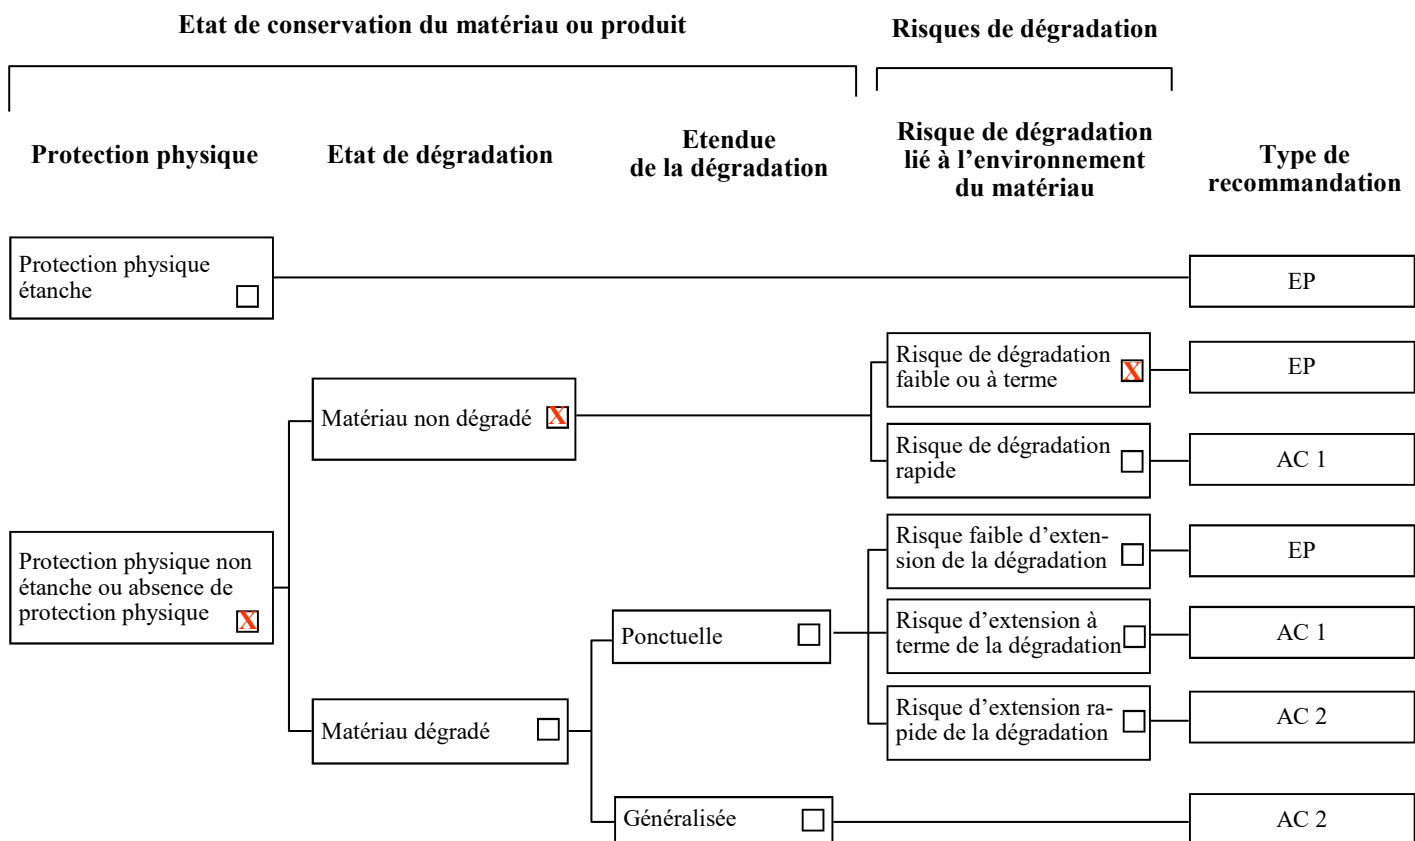 Etat de conservation du matériau ou produit
Risques de dégradation
Protection physique
Etat de dégradation
Etendue
de la dégradation
Risque de dégradation
lié à l'environnement
du matériau
Type de
recommandation
Protection physique
étanche
EP
Risque de dégradation
faible ou à terme
X
EP
Matériau non dégradé
X
Risque de dégradation
rapide
AC 1
Protection physique non
étanche ou absence de
protection physique
X
Risque faible d'exten-
sion de la dégradation
EP
Ponctuelle
Risque d'extension à
terme de la dégradation
AC 1
Matériau dégradé
Risque d'extension ra-
pide de la dégradation
AC 2
Généralisée
AC 2